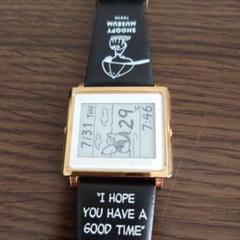 SNOOPY
MUSEUM
TOKYO
7/31 THU
29
7:46
"I HOPE
YOU HAVE A
GOOD TIME"